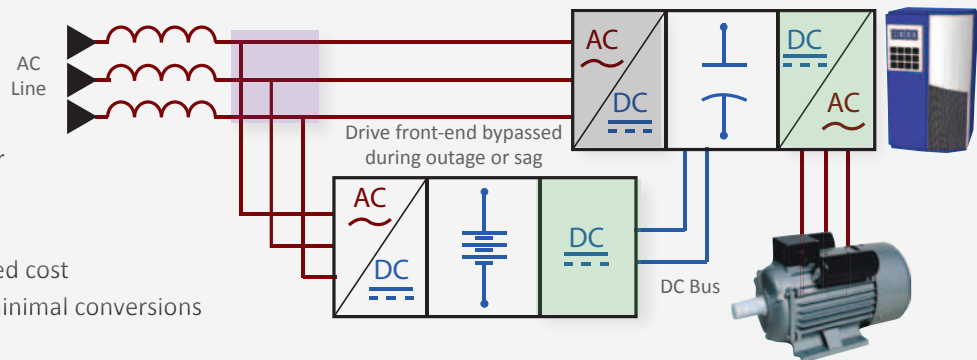 AC
Line
AC
DC
DC
AC
Drive front-end bypassed
during outage or sag
r
AC
DC
DC
DC Bus
ed cost
inimal conversions